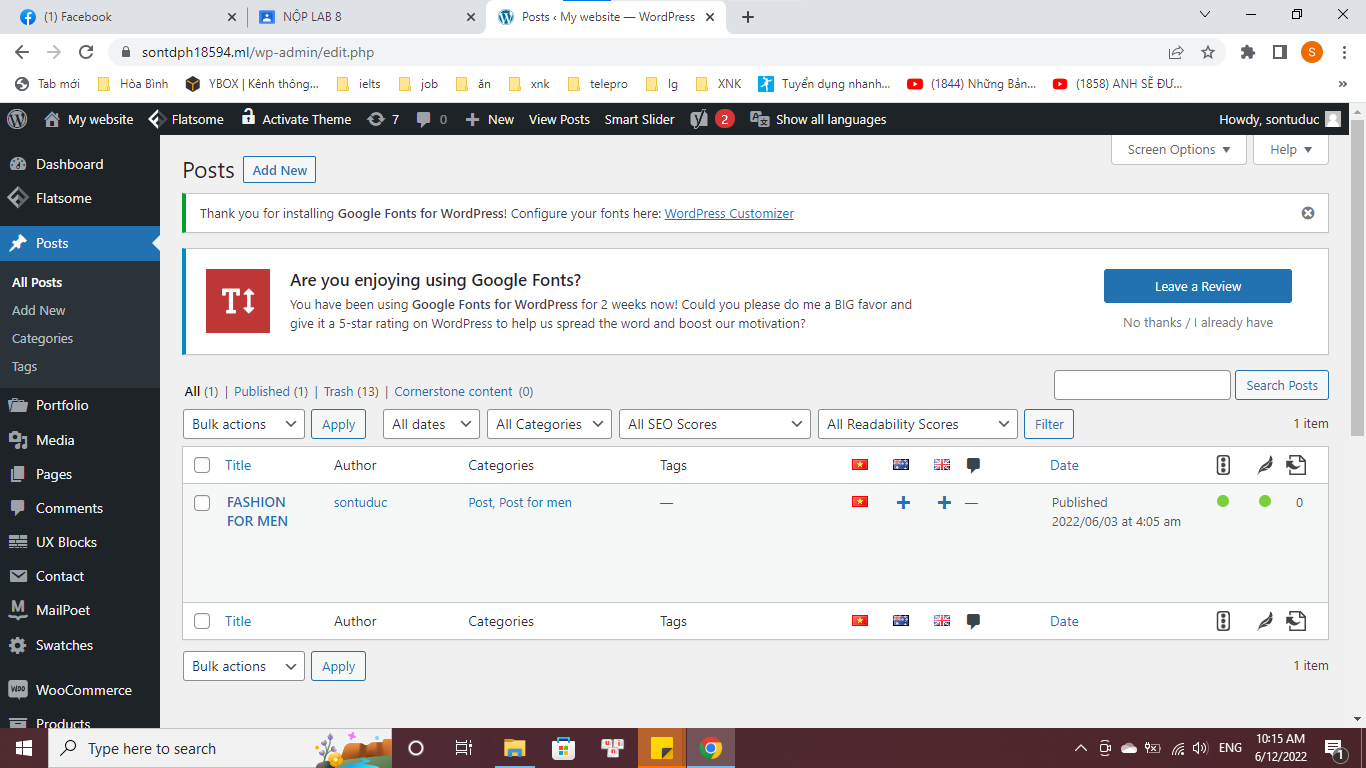 (1) Facebook
NỘP LAB 8
Posts ‹ My website — WordPress
sontdph18594.ml/wp-admin/edit.php
S
Tab mới
Hòa Bình
YBOX | Kênh thông...
ielts
job
ăn
xnk
telepro
lg
XNK
Tuyển dụng nhanh...
(1844) Những Bản...
(1858) ANH SẼ ĐƯ...
»
My website
Flatsome
Activate Theme
7
0
New
View Posts
Smart Slider
2
Show all languages
Howdy, sontuduc
Dashboard
Flatsome
Posts
All Posts
Add New
Categories
Tags
Portfolio
Media
Pages
Comments
UX Blocks
Contact
MailPoet
Swatches
WooCommerce
Products
Screen Options
Help
Posts
Add New
Thank you for installing Google Fonts for WordPress! Configure your fonts here: WordPress Customizer
Are you enjoying using Google Fonts?
You have been using Google Fonts for WordPress for 2 weeks now! Could you please do me a BIG favor and
give it a 5-star rating on WordPress to help us spread the word and boost our motivation?
Leave a Review
No thanks / I already have
All (1) | Published (1) | Trash (13) | Cornerstone content (0)
Search Posts
Bulk actions
Apply
All dates
All Categories
All SEO Scores
All Readability Scores
Filter
1 item
Title
Author
Categories
Tags
Date
FASHION
FOR MEN
sontuduc
Post, Post for men
—
—
Published
2022/06/03 at 4:05 am
0
Title
Author
Categories
Tags
Date
Bulk actions
Apply
1 item
Type here to search
ENG
10:15 AM
6/12/2022
1